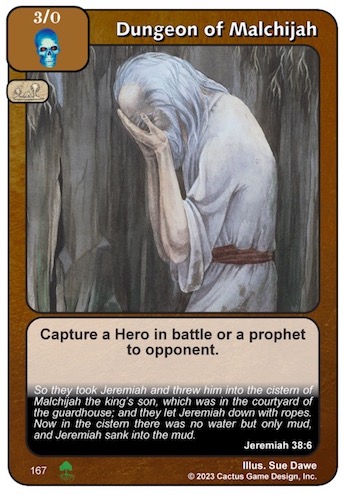 3/0
Dungeon of Malchijah
Capture a Hero in battle or a prophet
to opponent.
So they took Jeremiah and threw him into the cistern of
Malchijah the king's son, which was in the courtyard of
the guardhouse; and they let Jeremiah down with ropes.
Now in the cistern there was no water but only mud,
and Jeremiah sank into the mud.
Jeremiah 38:6
167
Illus. Sue Dawe
© 2023 Cactus Game Design, Inc.